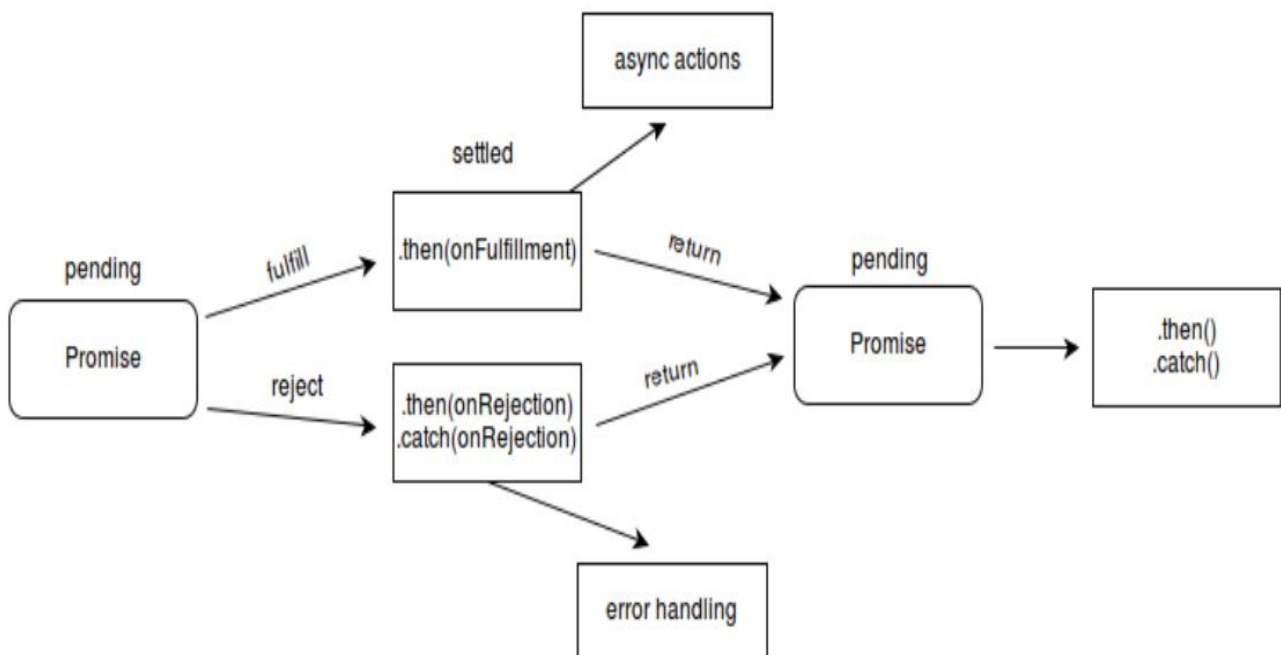 async actions
settled
.then(onFulfillment)
fulfill
return
pending
pending
Promise
Promise
.then()
.catch()
reject
return
.then(onRejection)
.catch(onRejection)
error handling